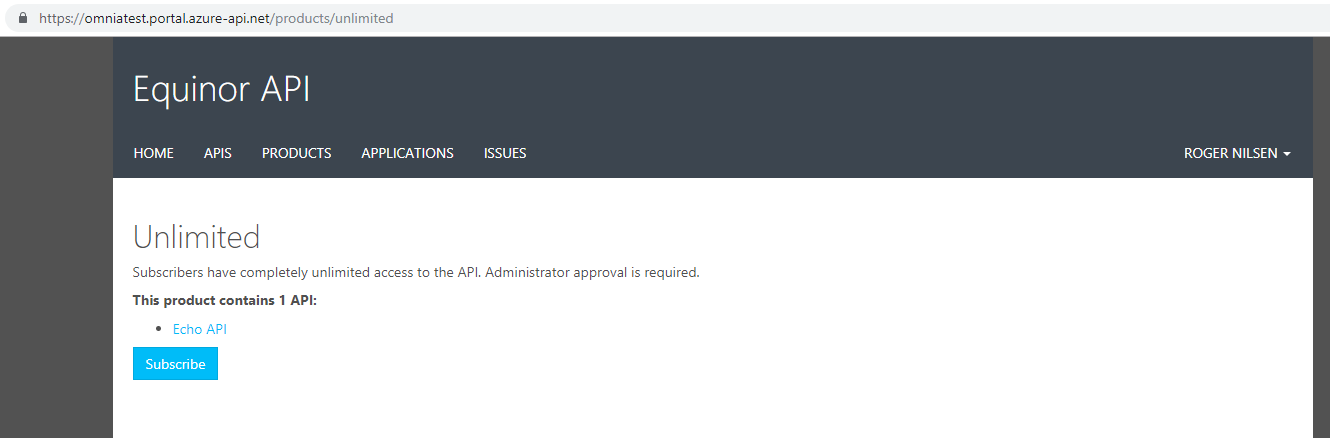 https://omniatest.portal.azure-api.net/products/unlimited
Equinor API
HOME APIS PRODUCTS APPLICATIONS ISSUES ROGER NILSEN
Unlimited
Subscribers have completely unlimited access to the API. Administrator approval is required.
This product contains 1 API:
• Echo API
Subscribe